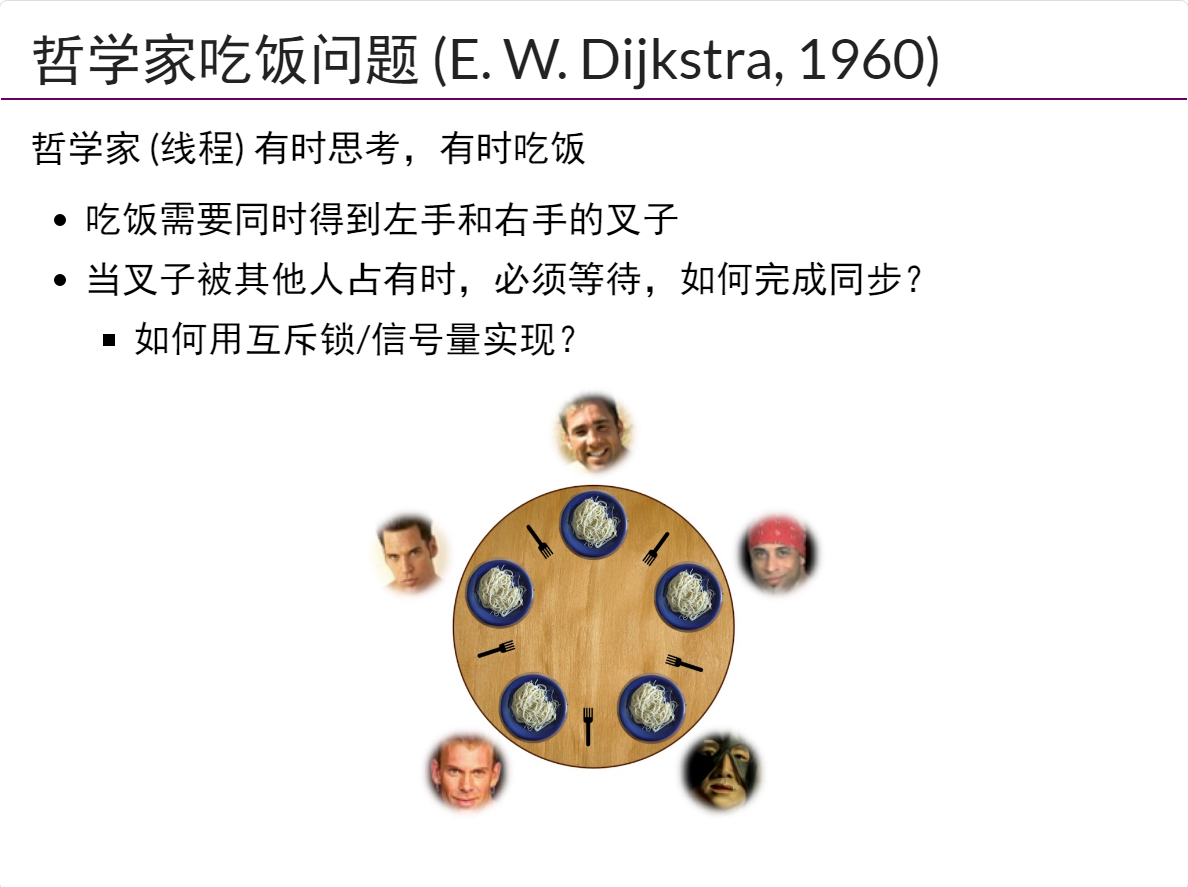 哲学家吃饭问题 (E. W. Dijkstra, 1960)
哲学家 (线程) 有时思考，有时吃饭
吃饭需要同时得到左手和右手的叉子
当叉子被其他人占有时，必须等待，如何完成同步？
如何用互斥锁/信号量实现？